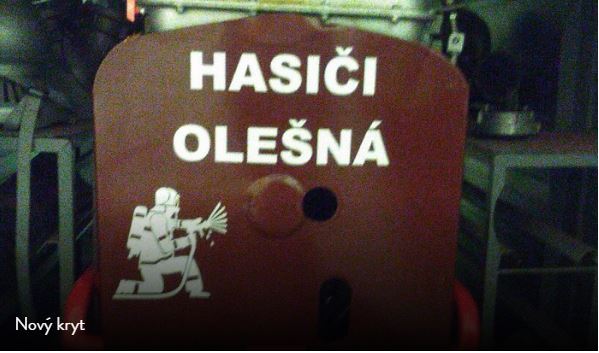 HASIČI
OLEŠNÁ
Nový kryt